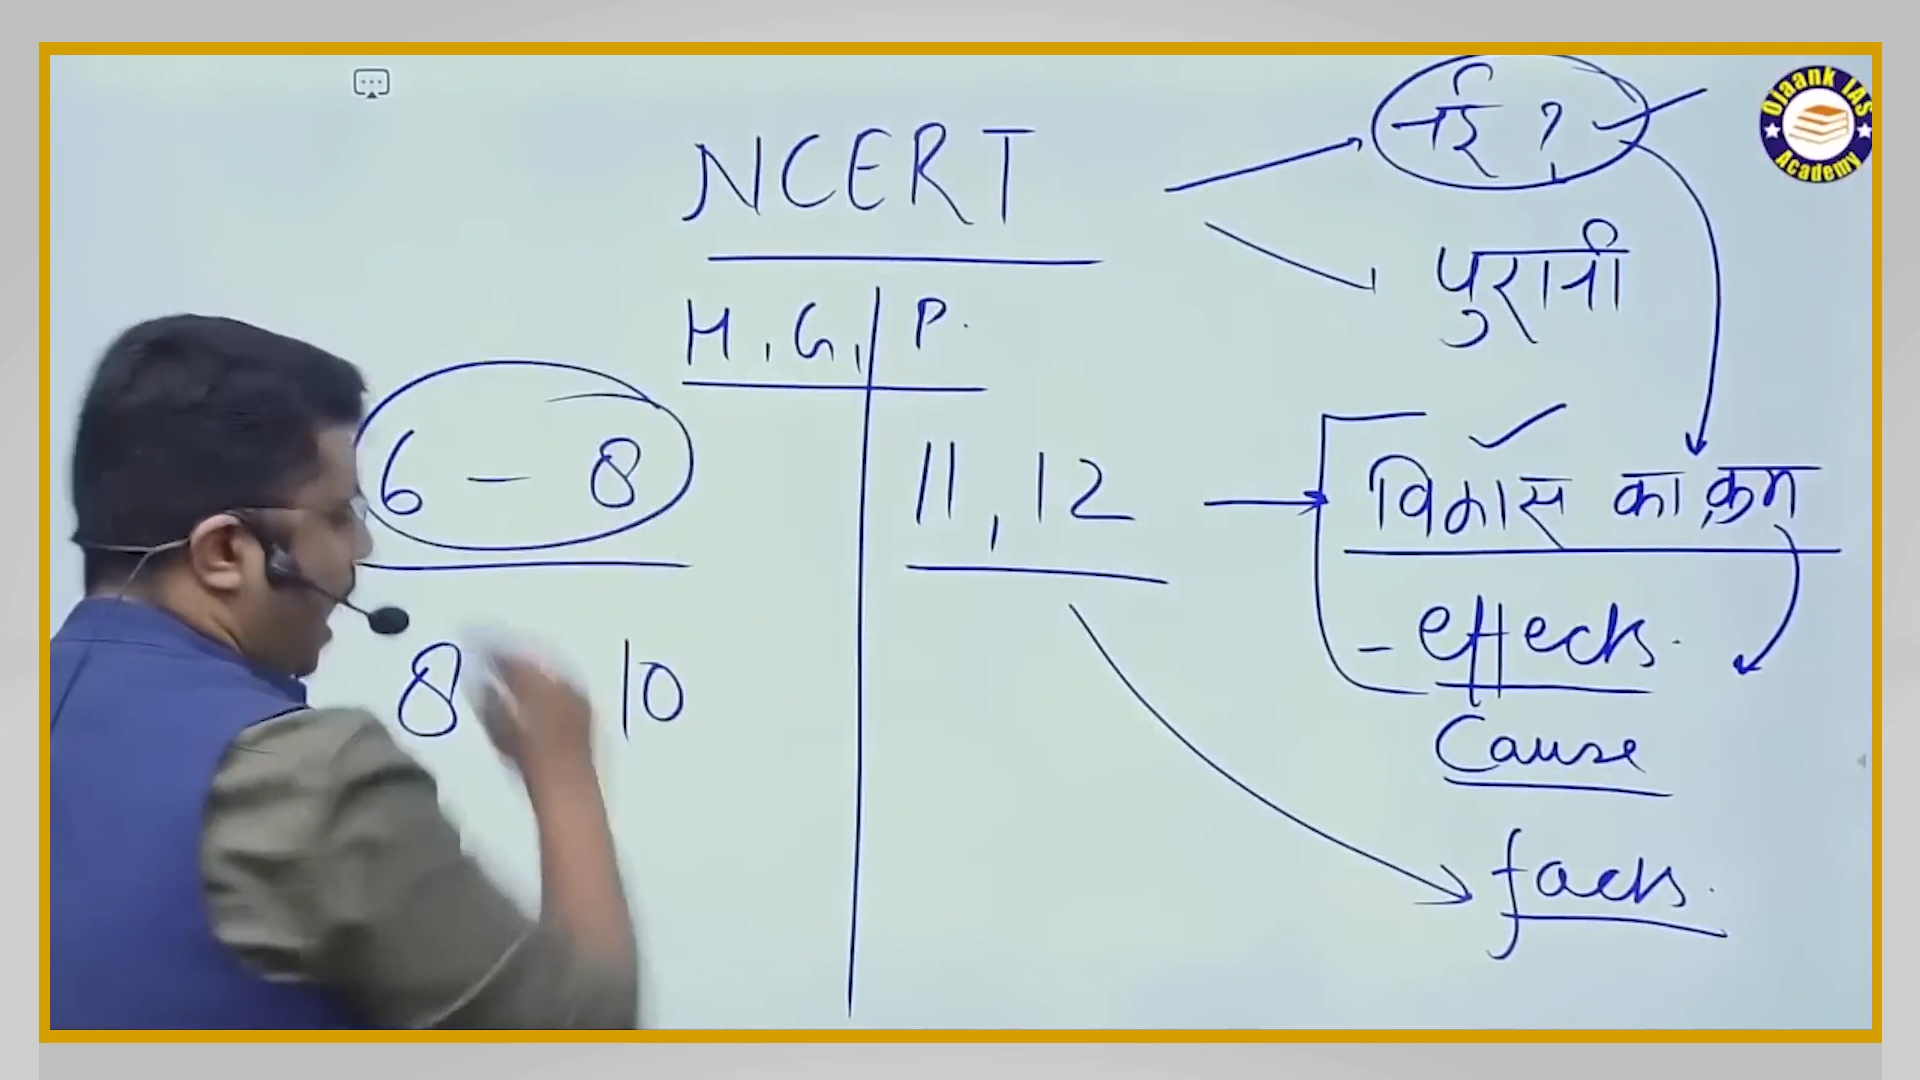 नई ?
Ojaank IAS
Academy
NCERT
पुरानी
H, G, P.
6 - 8
11, 12
विकास का क्रम
- effects.
8 10
Cause
facts.